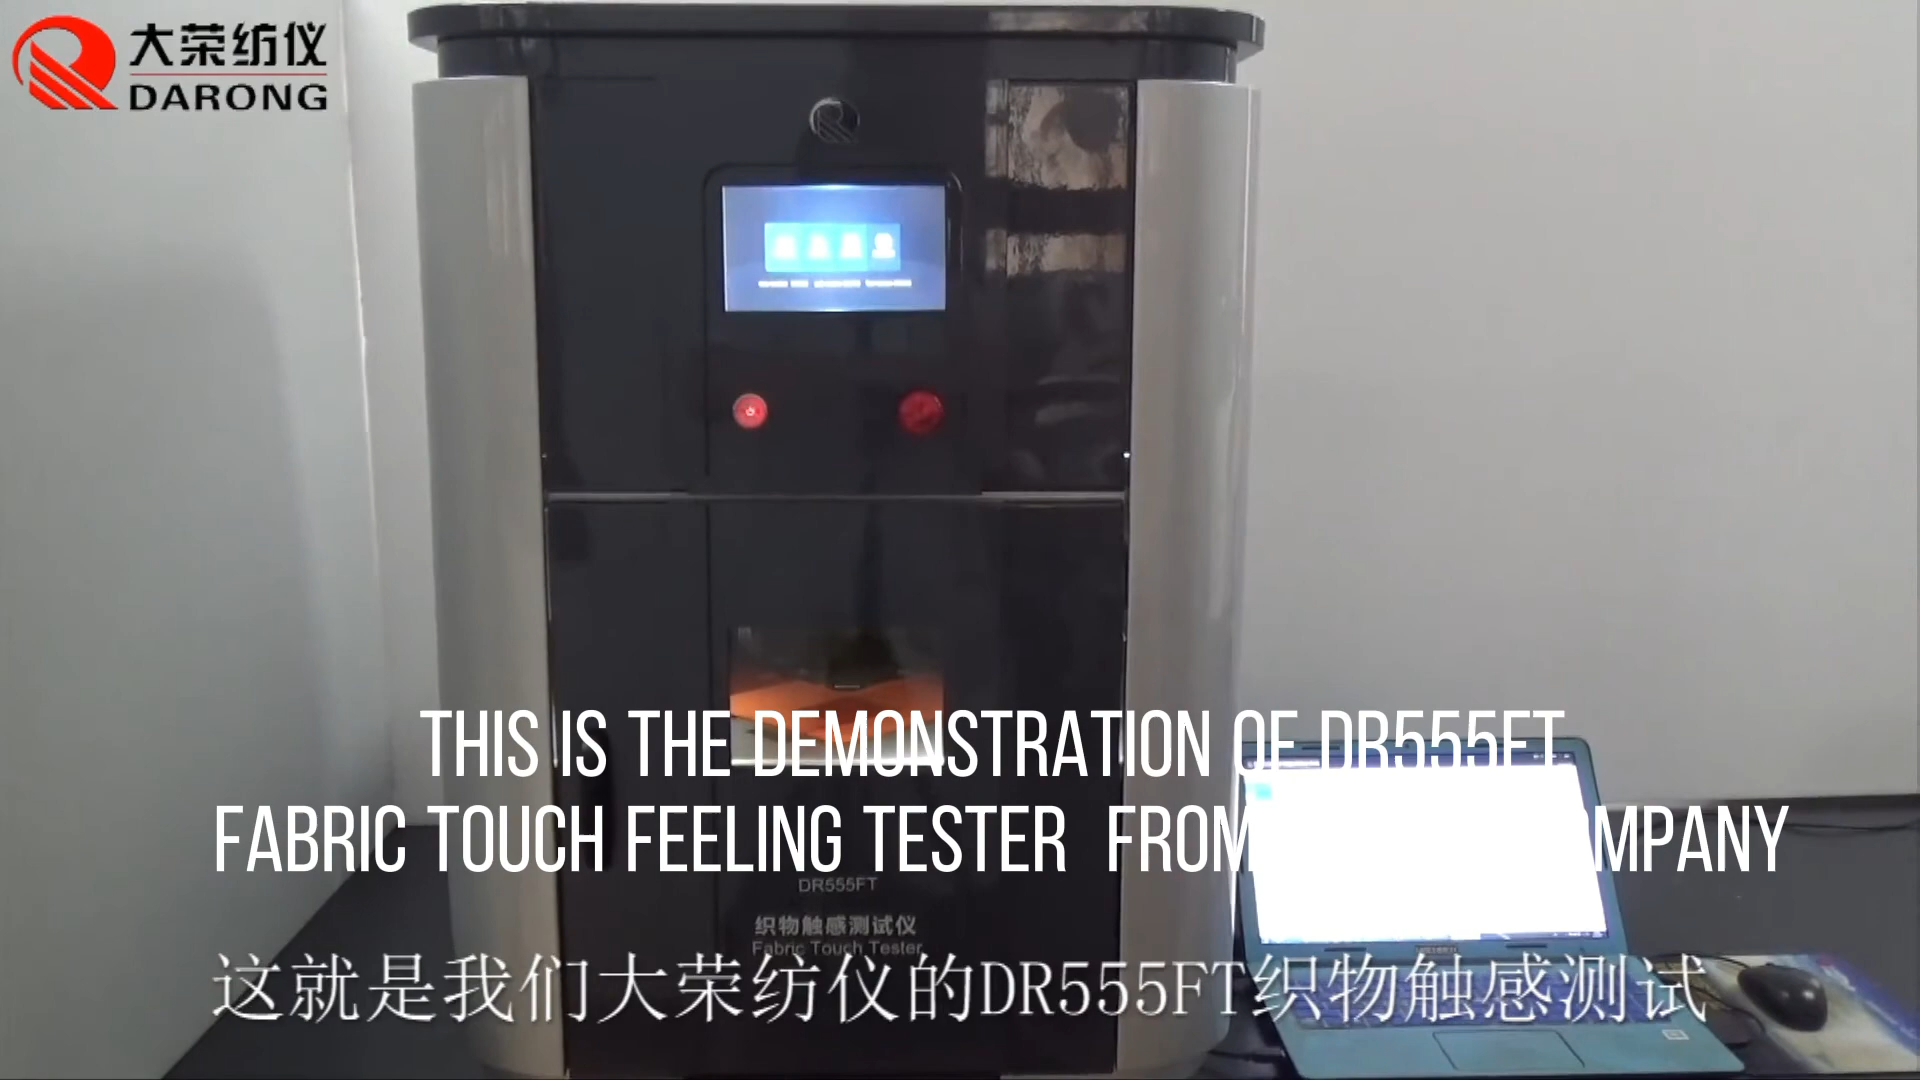 大荣纺仪
DARONG
THIS IS THE DEMONSTRATION OF DR555FT
FABRIC TOUCH FEELING TESTER FROM OMPANY
DR555FT
织物触感测试仪
Fabric Touch Tester
这就是我们大荣纺仪的DR555FT织物触感测试